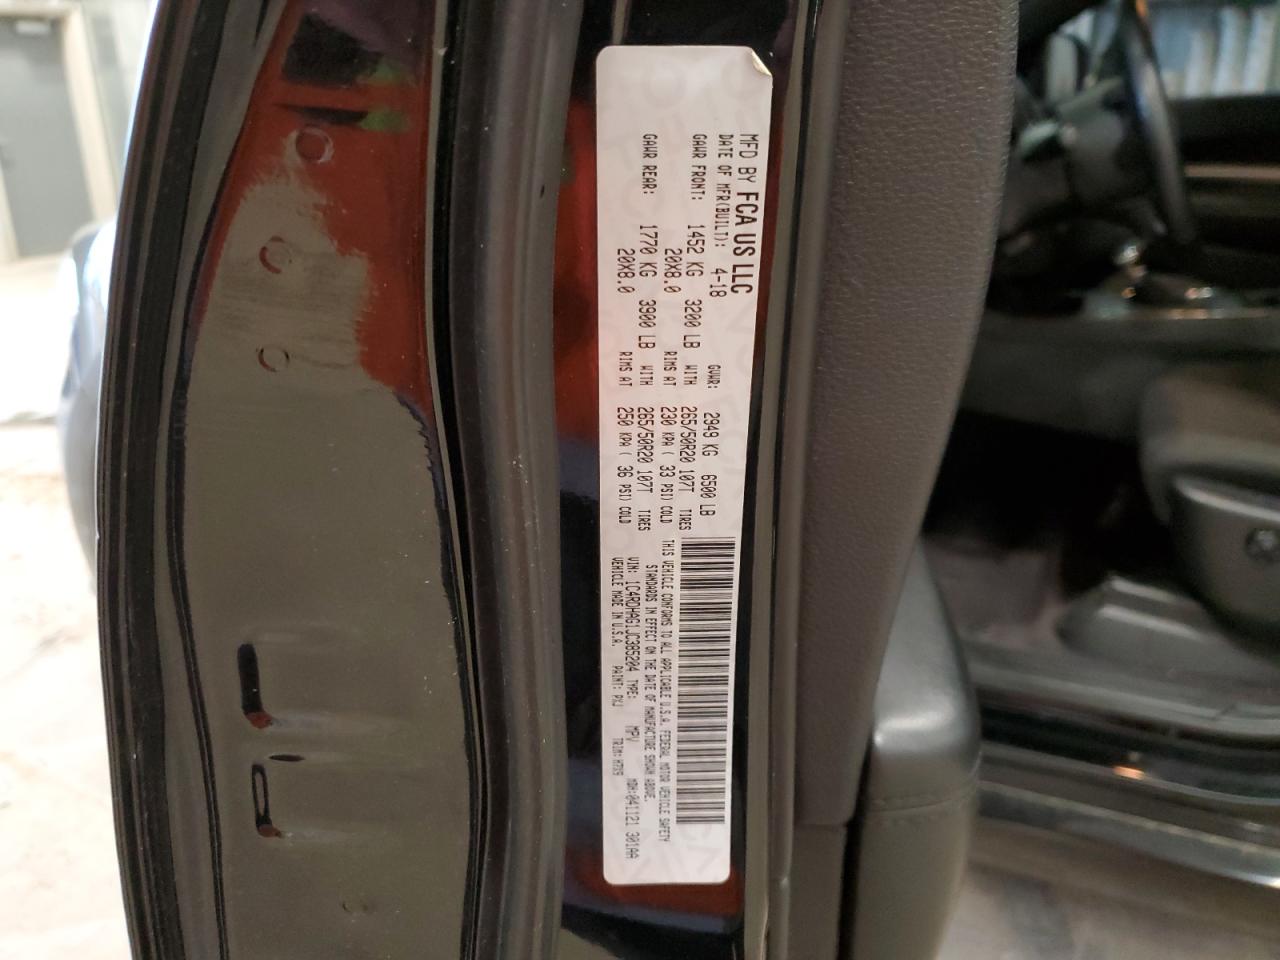 MFD BY FCA US LLC
DATE OF MFR(BUILT): 4-18 GVWR: 2949 KG 6500 LB
GAWR FRONT: 1452 KG 3200 LB WITH 265/50R20 107T TIRES
20X8.0 RIMS AT 230 KPA ( 33 PSI) COLD
GAWR REAR: 1770 KG 3900 LB WITH 265/50R20 107T TIRES
20X8.0 RIMS AT 250 KPA ( 36 PSI) COLD
THIS VEHICLE CONFORMS TO ALL APPLICABLE U.S.A. FEDERAL MOTOR VEHICLE SAFETY
STANDARDS IN EFFECT ON THE DATE OF MANUFACTURE SHOWN ABOVE.
VIN: 1C4RDHAG1JC385204 TYPE: MPV MDH:041121 301AA
VEHICLE MADE IN U.S.A. PAINT: PXJ TRIM: